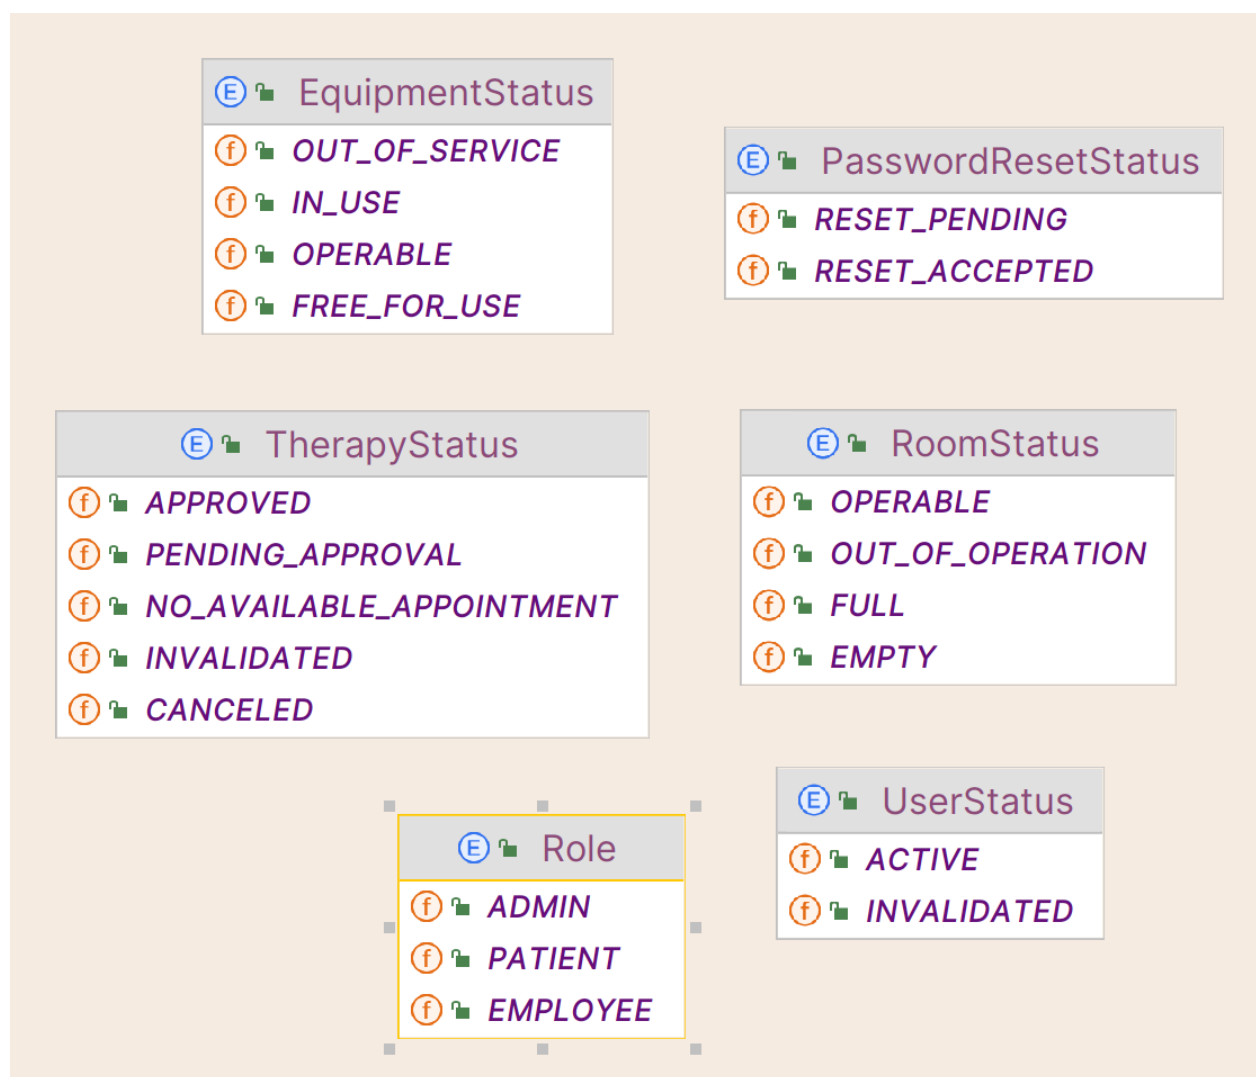 EquipmentStatus
OUT_OF_SERVICE
IN_USE
OPERABLE
FREE_FOR_USE
PasswordResetStatus
RESET_PENDING
RESET_ACCEPTED
TherapyStatus
APPROVED
PENDING_APPROVAL
NO_AVAILABLE_APPOINTMENT
INVALIDATED
CANCELED
RoomStatus
OPERABLE
OUT_OF_OPERATION
FULL
EMPTY
Role
ADMIN
PATIENT
EMPLOYEE
UserStatus
ACTIVE
INVALIDATED